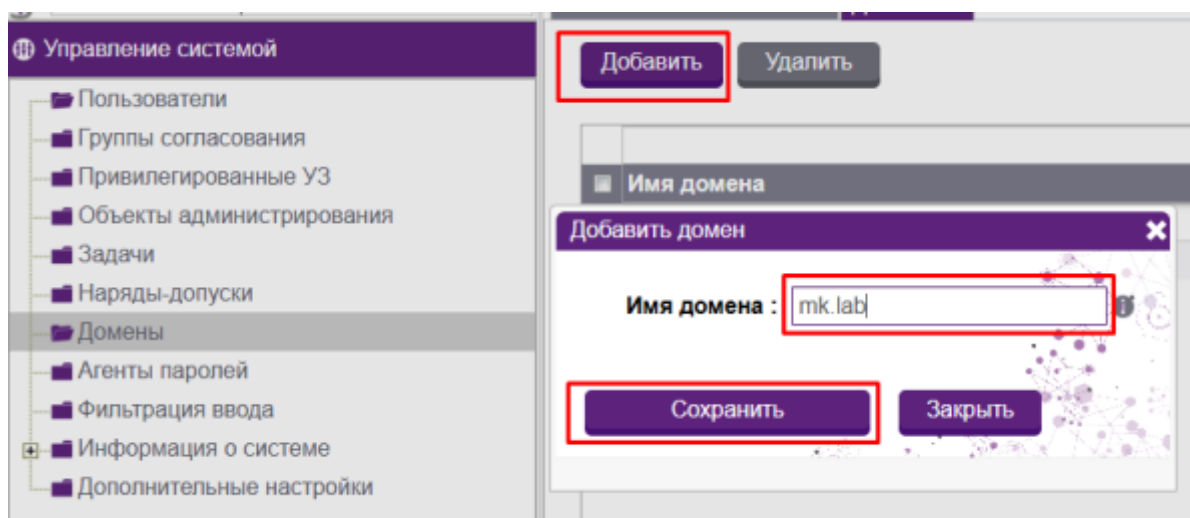 Управление системой
Пользователи
Группы согласования
Привилегированные УЗ
Объекты администрирования
Задачи
Наряды-допуски
Домены
Агенты паролей
Фильтрация ввода
Информация о системе
Дополнительные настройки
Добавить Удалить
Имя домена
Добавить домен
Имя домена : mk.lab
Сохранить Закрыть